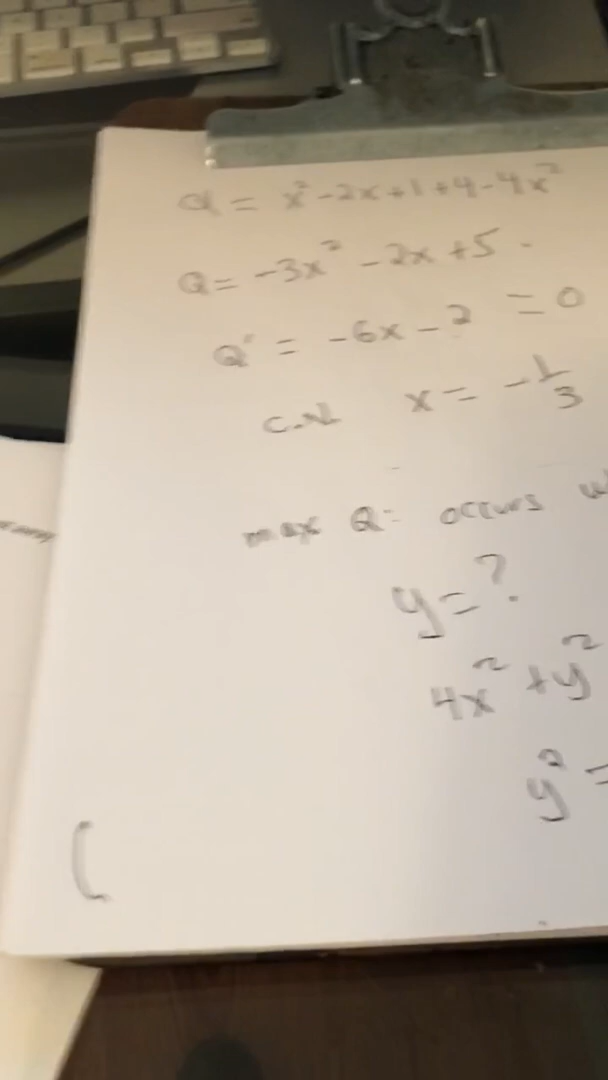 Q = x² - 2x + 1 + 4 - 4x²
Q = -3x² - 2x + 5.
Q' = -6x - 2 = 0
c.N. x = -1/3
max Q: occurs
y = ?
4x² + y²
y² =
(